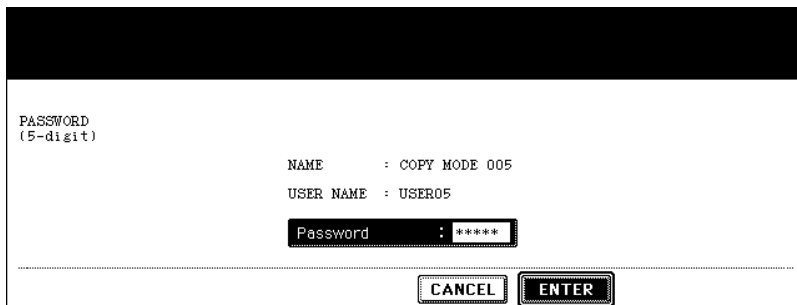 PASSWORD
(5-digit)
NAME : COPY MODE 005
USER NAME : USER05
Password : *****
CANCEL ENTER